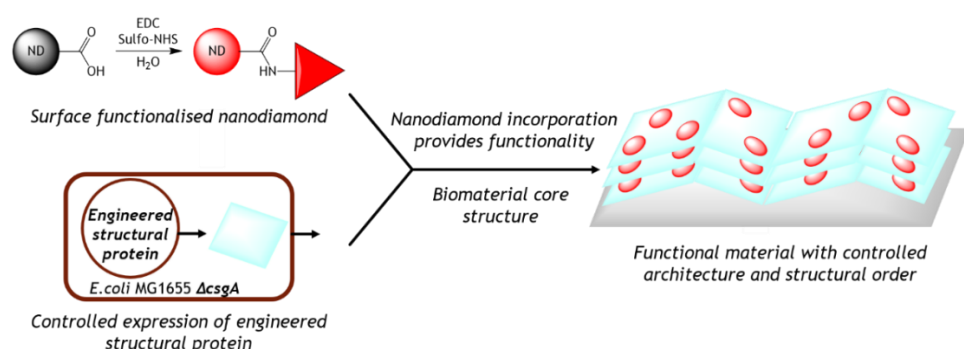 EDC
Sulfo-NHS
H₂O
ND
O
OH
ND
O
HN
Surface functionalised nanodiamond
Engineered
structural
protein
E.coli MG1655 ΔcsgA
Controlled expression of engineered
structural protein
Nanodiamond incorporation
provides functionality
Biomaterial core
structure
Functional material with controlled
architecture and structural order